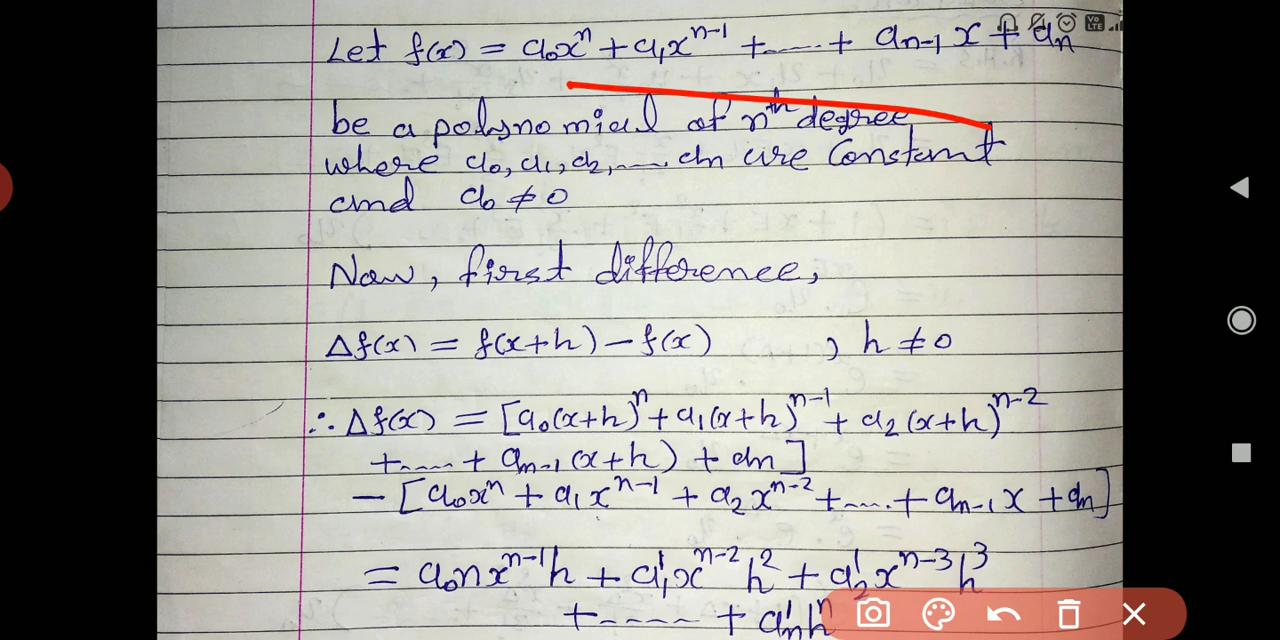 Let f(x) = a₀xⁿ + a₁xⁿ⁻¹ + ...... + aₙ₋₁ x + aₙ
be a polynomial of nᵗʰ degree
where a₀, a₁, a₂, ..... aₙ are Constant
and a₀ ≠ 0
Now, first difference,
Δf(x) = f(x+h) – f(x) , h ≠ 0
∴ Δf(x) = [a₀(x+h)ⁿ + a₁(x+h)ⁿ⁻¹ + a₂(x+h)ⁿ⁻²
+ ..... + aₙ₋₁(x+h) + aₙ]
– [a₀xⁿ + a₁xⁿ⁻¹ + a₂xⁿ⁻² + ..... + aₙ₋₁x + aₙ]
= a₀nxⁿ⁻¹h + a₁'xⁿ⁻²h² + a₂'xⁿ⁻³h³
+ ...... + aₙ'hⁿ